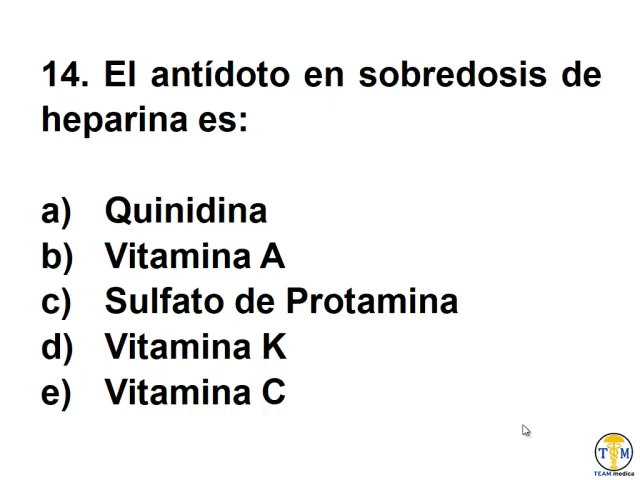 14. El antídoto en sobredosis de
heparina es:
a) Quinidina
b) Vitamina A
c) Sulfato de Protamina
d) Vitamina K
e) Vitamina C
T M
TEAM medica